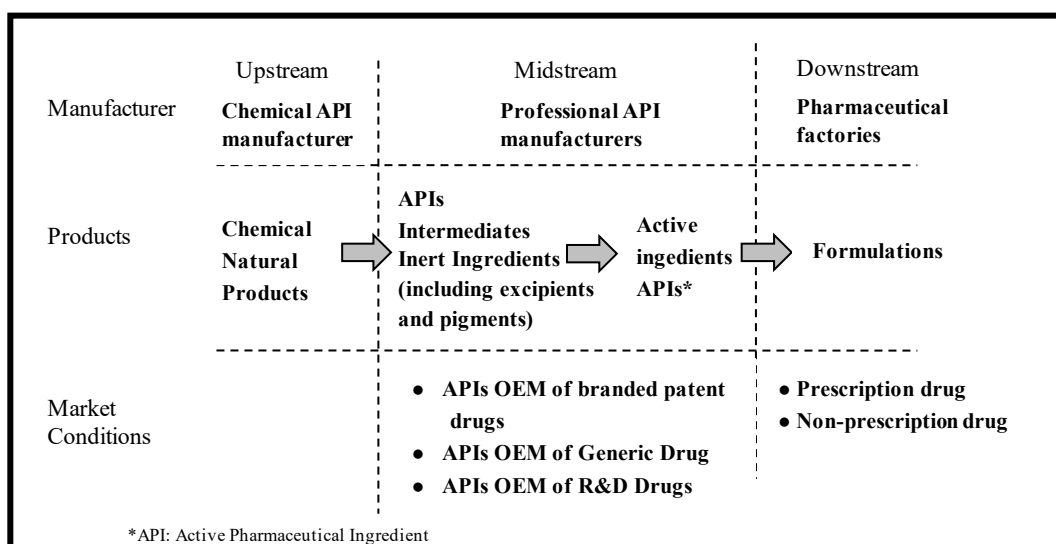 Upstream
Midstream
Downstream
Manufacturer
Chemical API
manufacturer
Professional API
manufacturers
Pharmaceutical
factories
Products
Chemical
Natural
Products
APIs
Intermediates
Inert Ingredients
(including excipients
and pigments)
Active
ingedients
APIs*
Formulations
Market
Conditions
● APIs OEM of branded patent
drugs
● APIs OEM of Generic Drug
● APIs OEM of R&D Drugs
● Prescription drug
● Non-prescription drug
*API: Active Pharmaceutical Ingredient